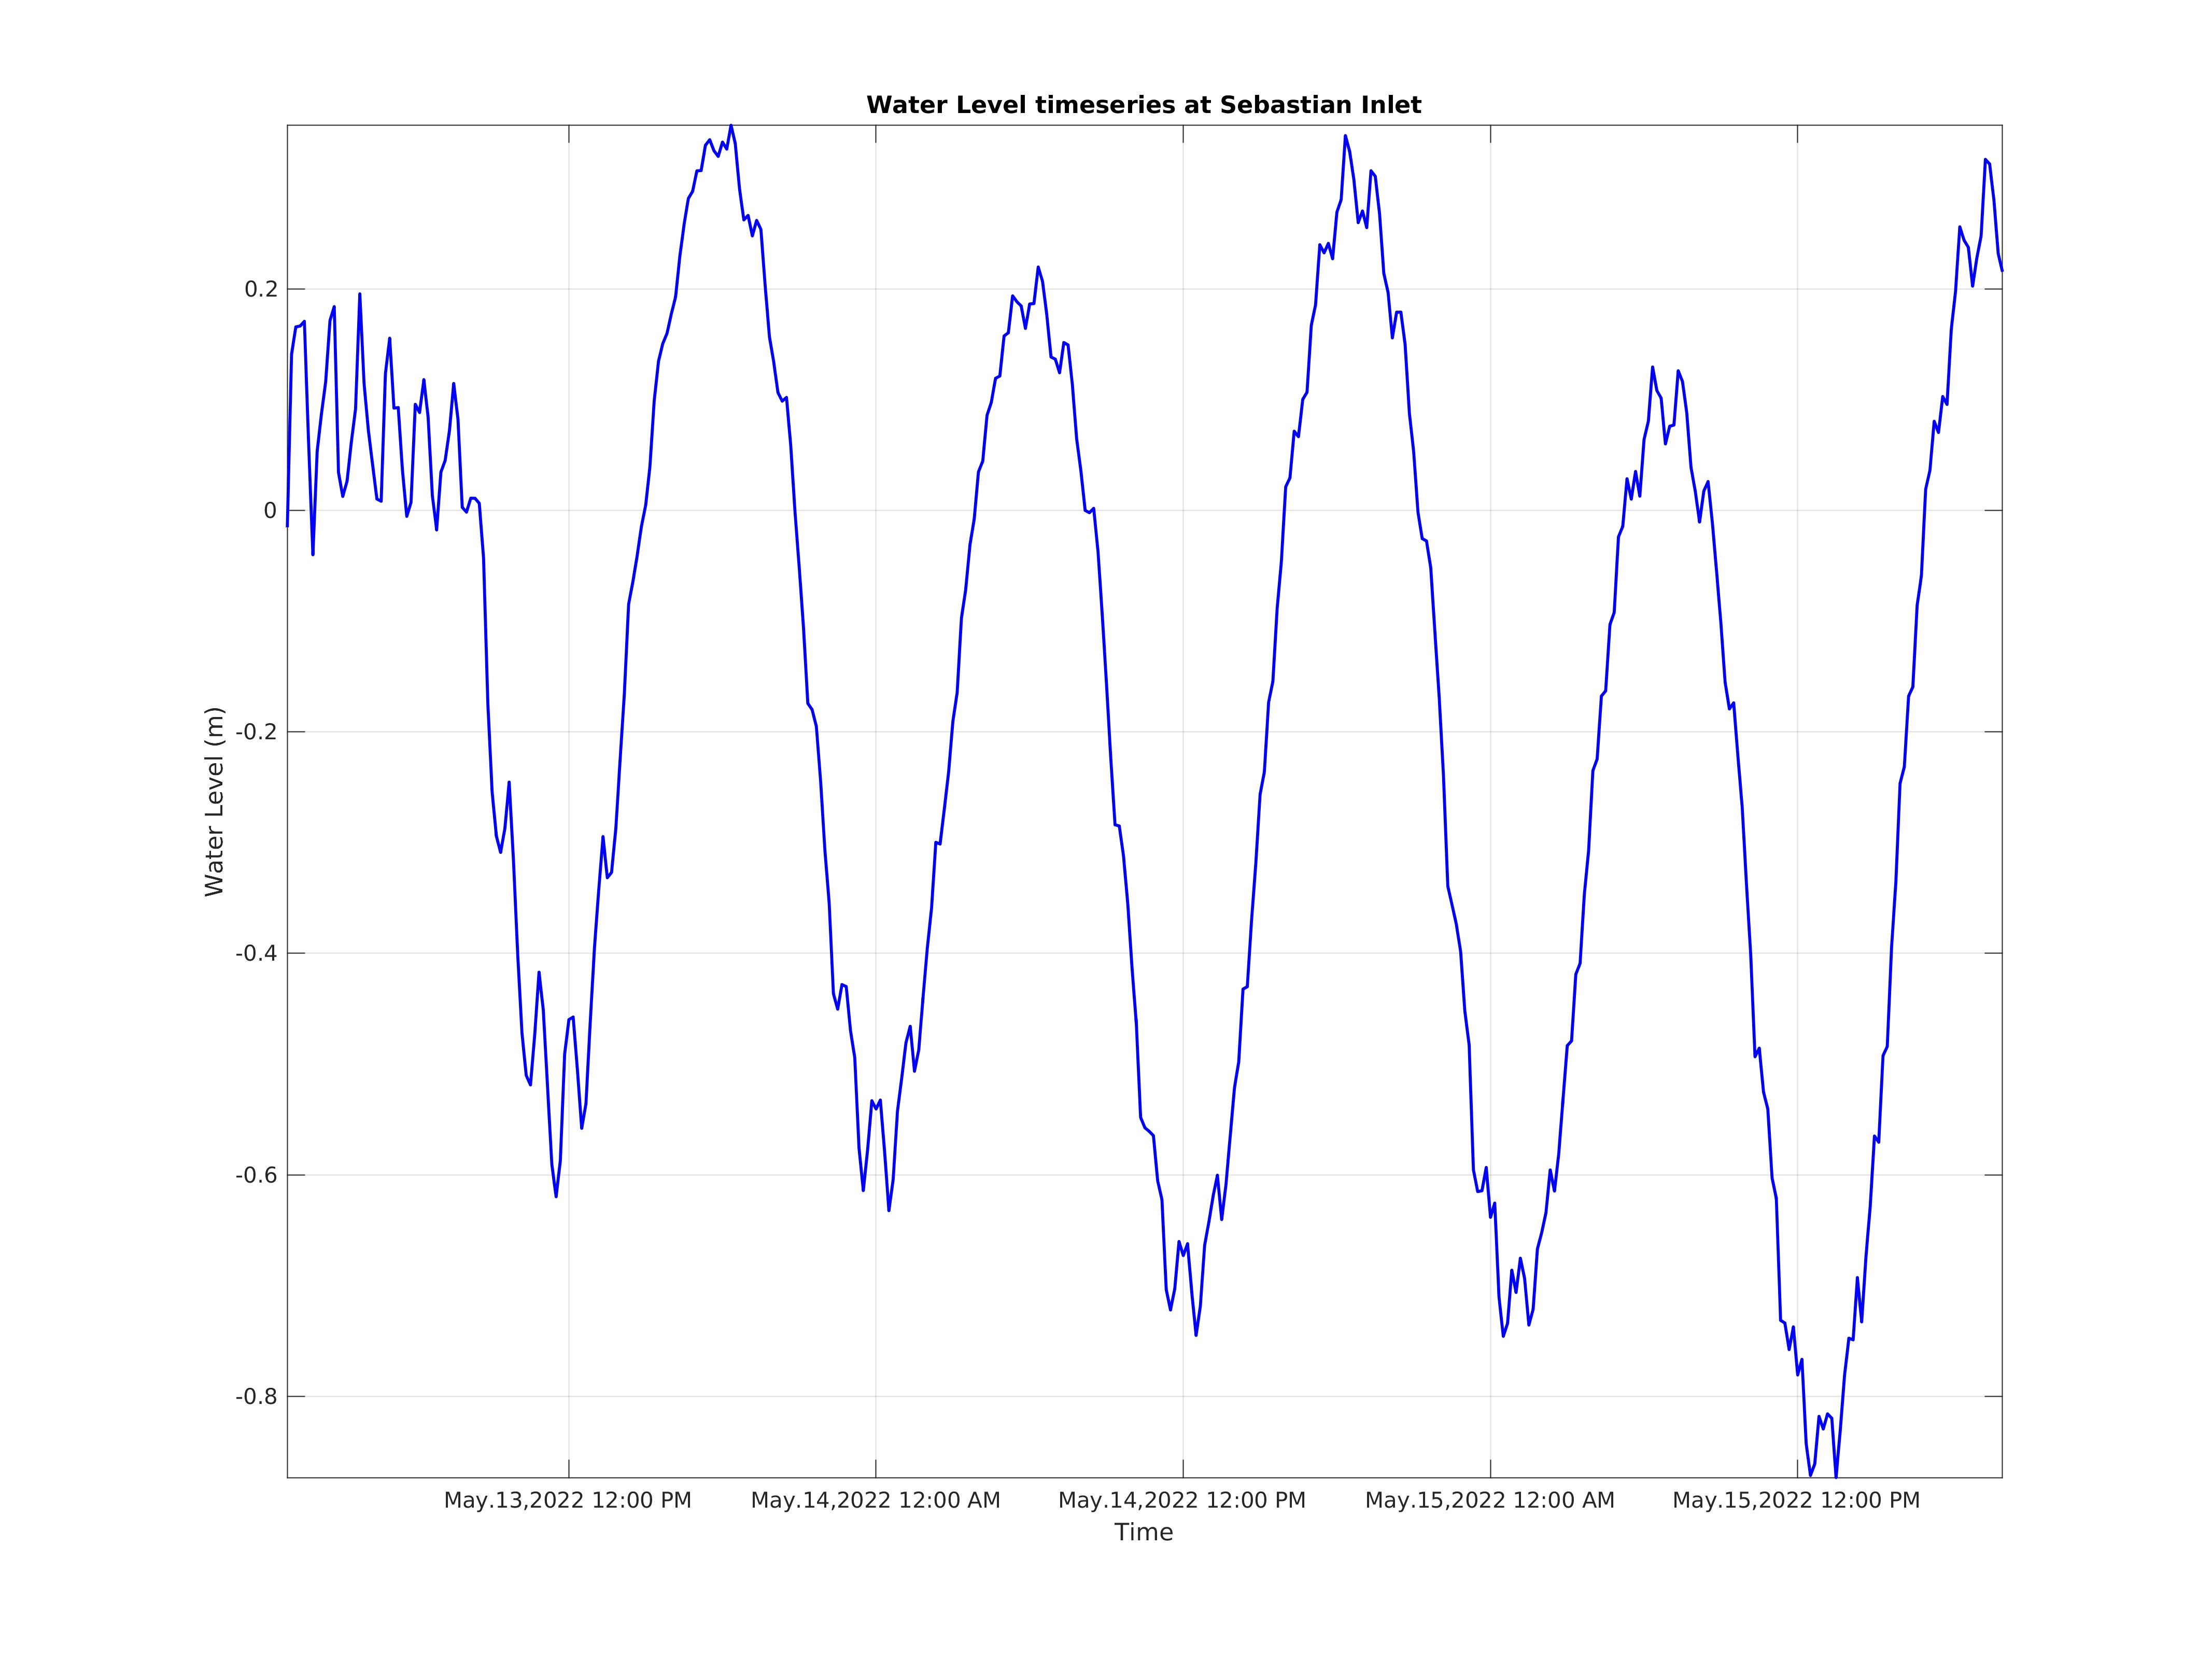 Water Level timeseries at Sebastian Inlet
0.2
0
-0.2
-0.4
-0.6
-0.8
Water Level (m)
May.13,2022 12:00 PM
May.14,2022 12:00 AM
May.14,2022 12:00 PM
May.15,2022 12:00 AM
May.15,2022 12:00 PM
Time